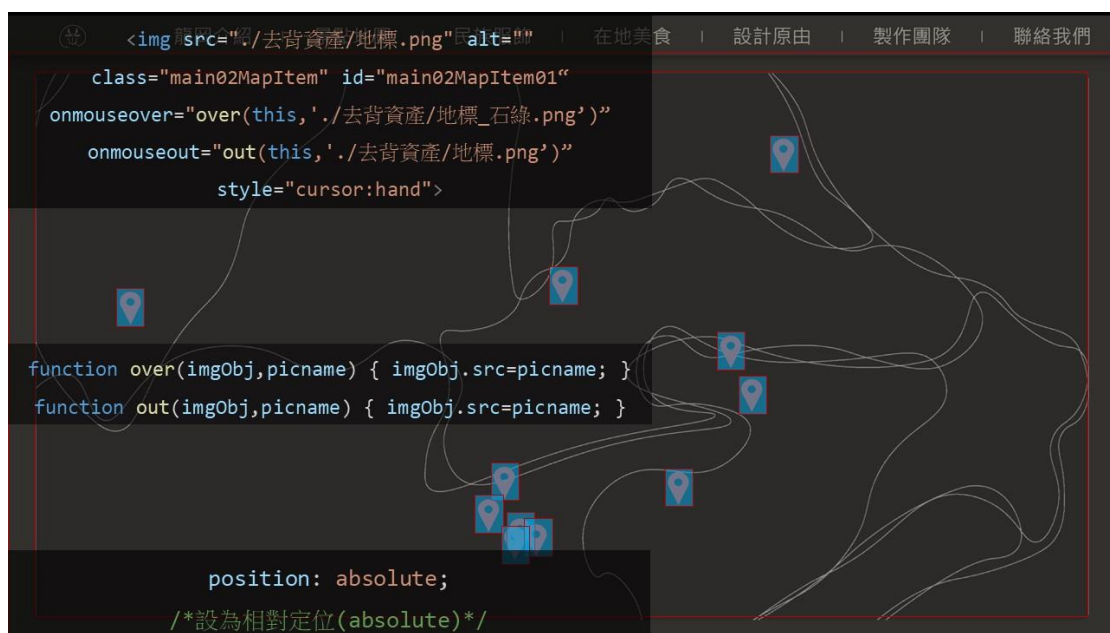 在地美食 | 設計原由 | 製作團隊 | 聯絡我們
<img src="./去背資產/地標.png" alt=""
class="main02MapItem" id="main02MapItem01“
onmouseover="over(this,'./去背資產/地標_石綠.png’)”
onmouseout="out(this,'./去背資產/地標.png’)”
style="cursor:hand">
function over(imgObj,picname) { imgObj.src=picname; }
function out(imgObj,picname) { imgObj.src=picname; }
position: absolute;
/*設為相對定位(absolute)*/